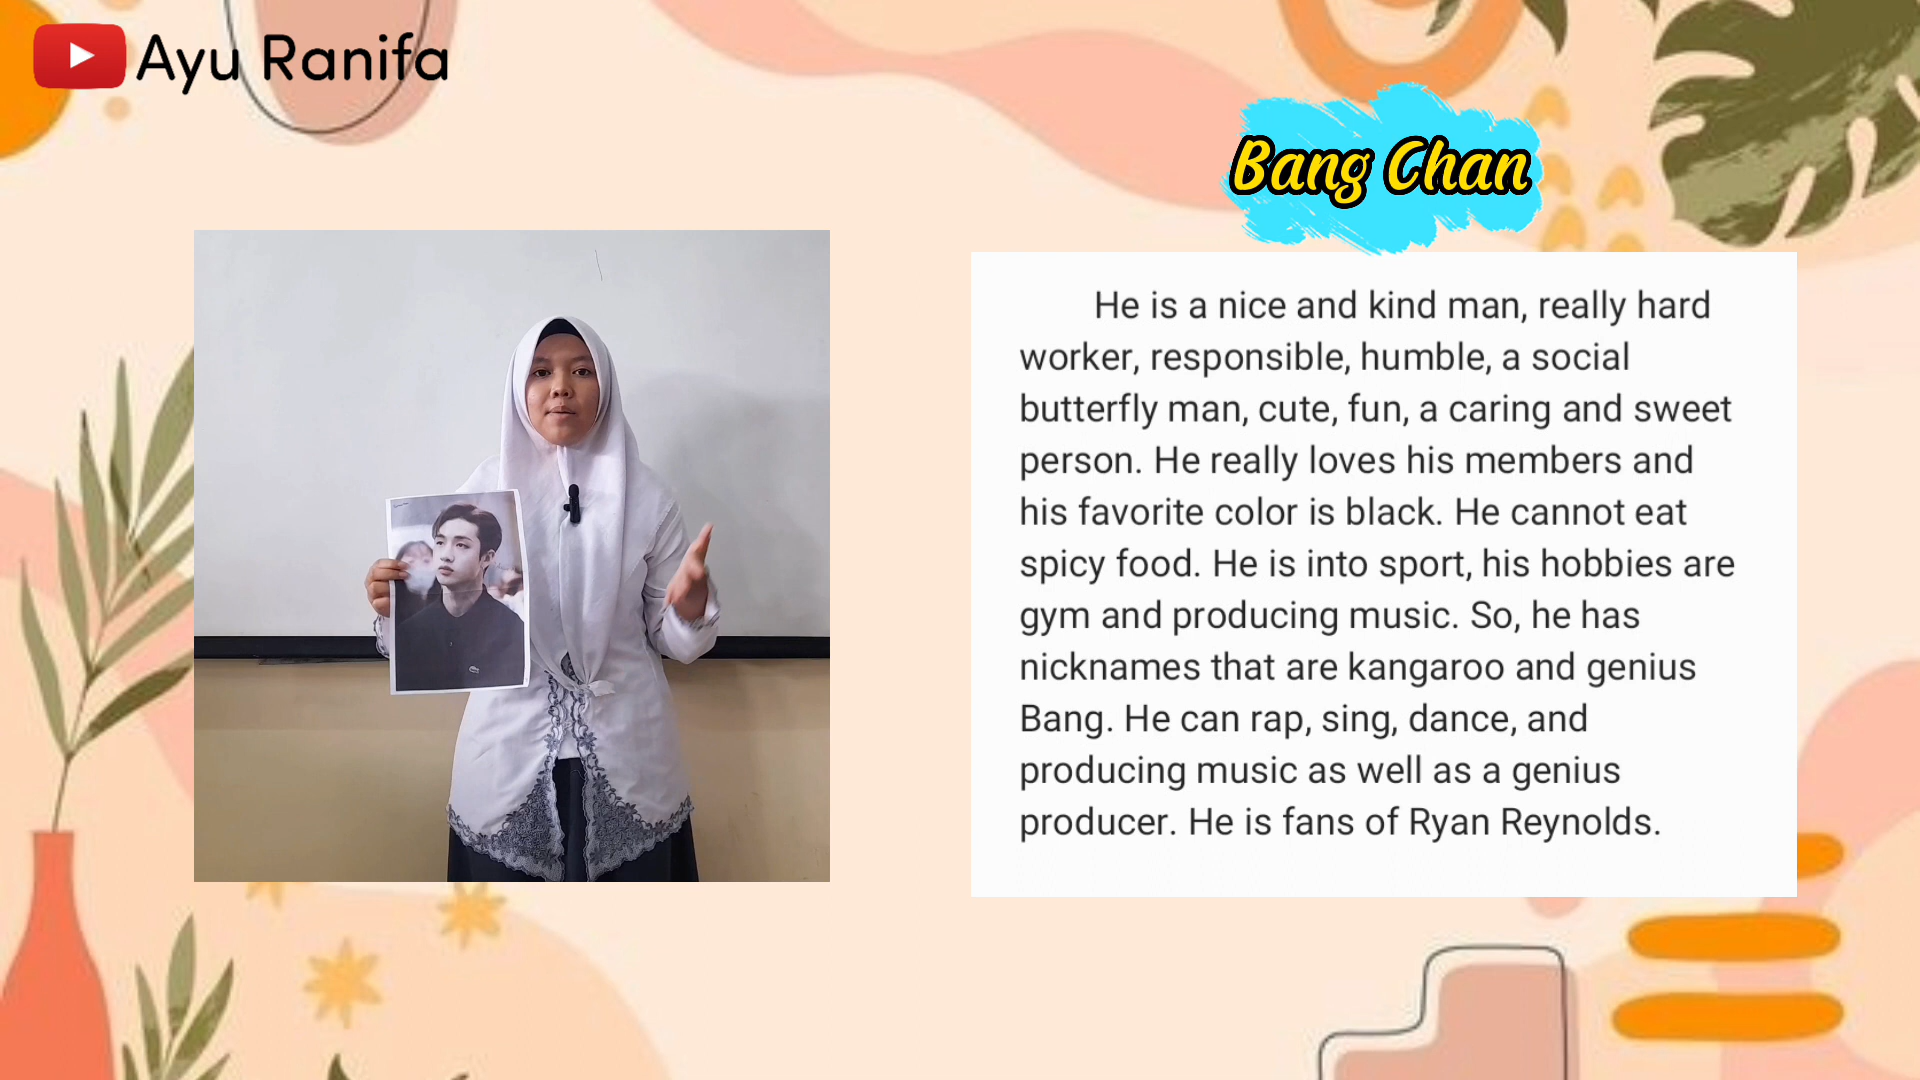 Ayu Ranifa
Bang Chan
He is a nice and kind man, really hard
worker, responsible, humble, a social
butterfly man, cute, fun, a caring and sweet
person. He really loves his members and
his favorite color is black. He cannot eat
spicy food. He is into sport, his hobbies are
gym and producing music. So, he has
nicknames that are kangaroo and genius
Bang. He can rap, sing, dance, and
producing music as well as a genius
producer. He is fans of Ryan Reynolds.